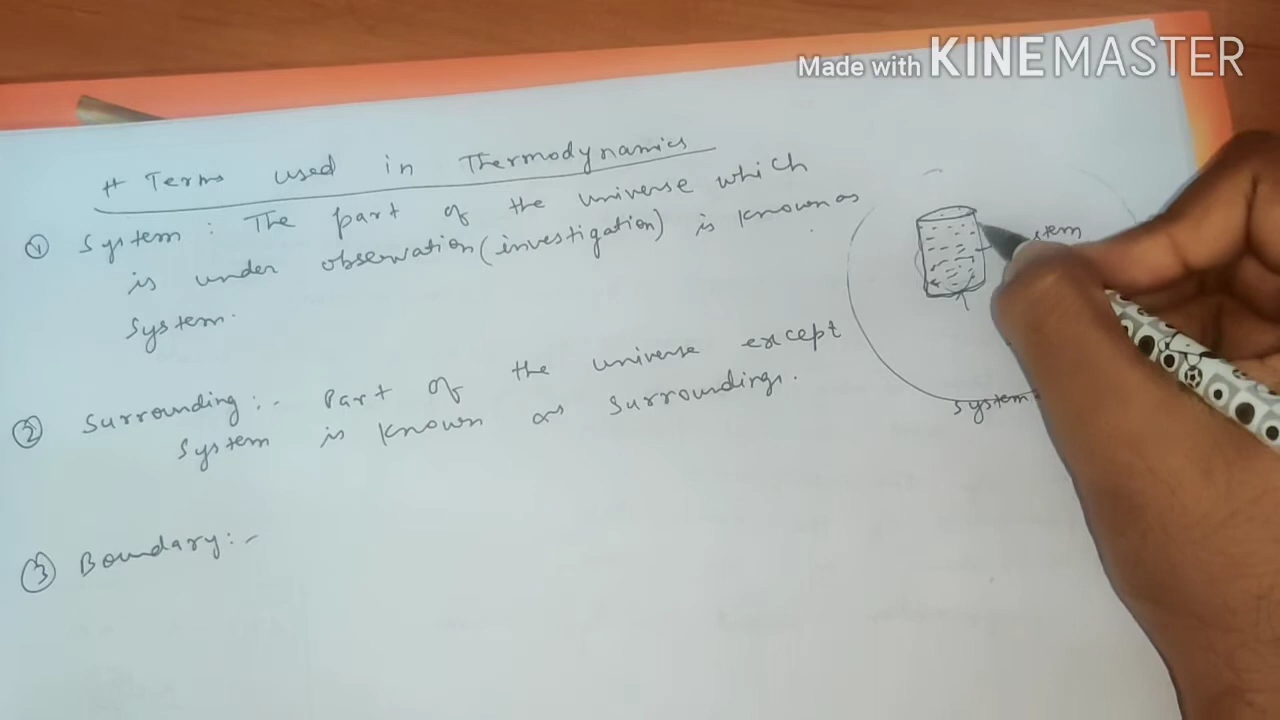 Made with KINEMASTER
# Terms used in Thermodynamics
① System : The part of the universe which
is under observation (investigation) is known as
system.
② Surrounding :- Part of the universe except
system is known as surroundings.
③ Boundary :-
system